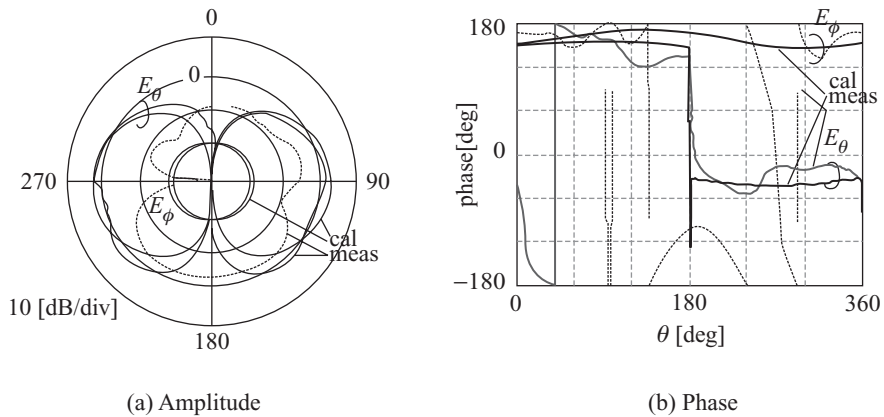 0
0
E_θ
270
90
E_ϕ
cal
meas
10 [dB/div]
180
(a) Amplitude
180
E_ϕ
cal
meas
phase[deg]
0
E_θ
−180
0
180
360
θ [deg]
(b) Phase